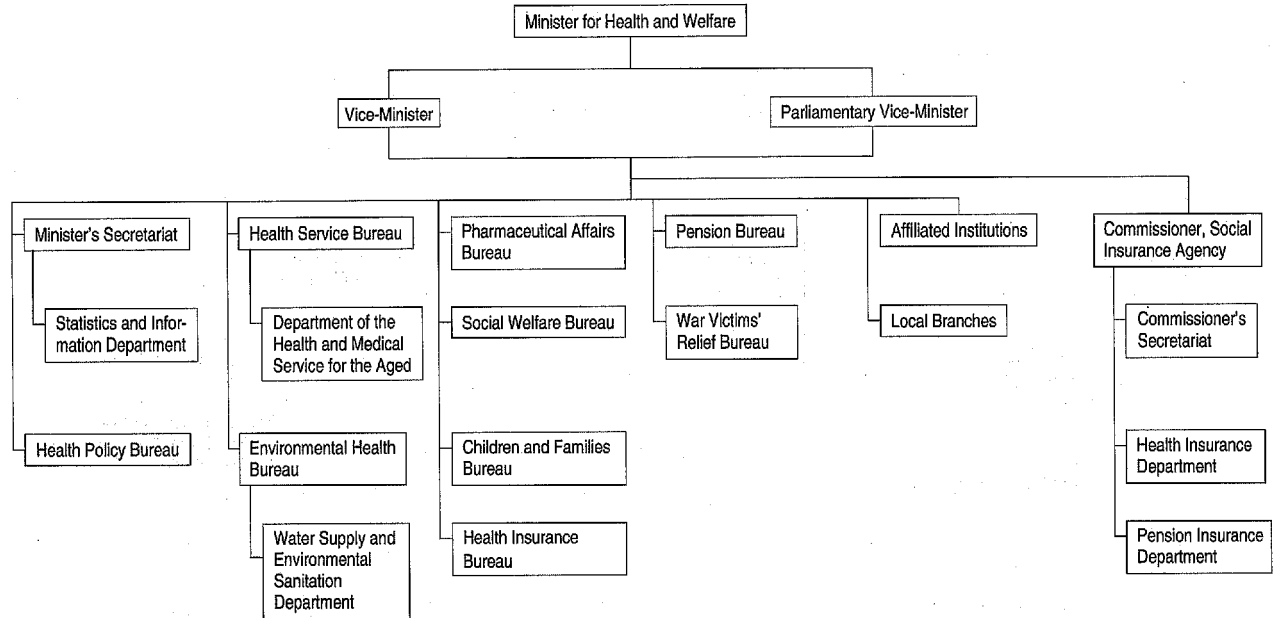 Minister for Health and Welfare
Vice-Minister
Parliamentary Vice-Minister
Minister's Secretariat
Statistics and Infor-
mation Department
Health Policy Bureau
Health Service Bureau
Department of the
Health and Medical
Service for the Aged
Environmental Health
Bureau
Water Supply and
Environmental
Sanitation
Department
Pharmaceutical Affairs
Bureau
Social Welfare Bureau
Children and Families
Bureau
Health Insurance
Bureau
Pension Bureau
War Victims'
Relief Bureau
Affiliated Institutions
Local Branches
Commissioner, Social
Insurance Agency
Commissioner's
Secretariat
Health Insurance
Department
Pension Insurance
Department